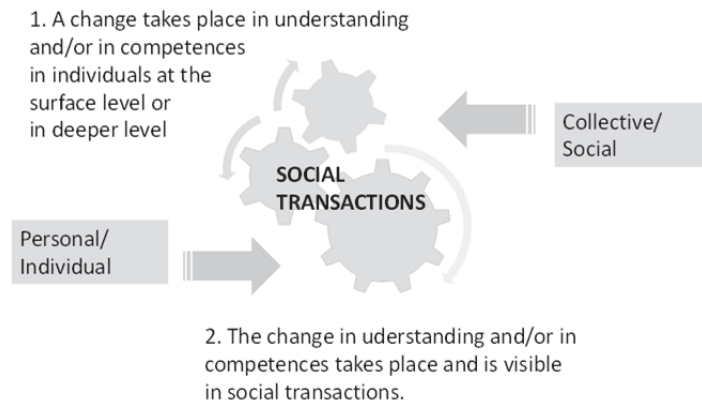 1. A change takes place in understanding
and/or in competences
in individuals at the
surface level or
in deeper level
Collective/
Social
SOCIAL
TRANSACTIONS
Personal/
Individual
2. The change in uderstanding and/or in
competences takes place and is visible
in social transactions.